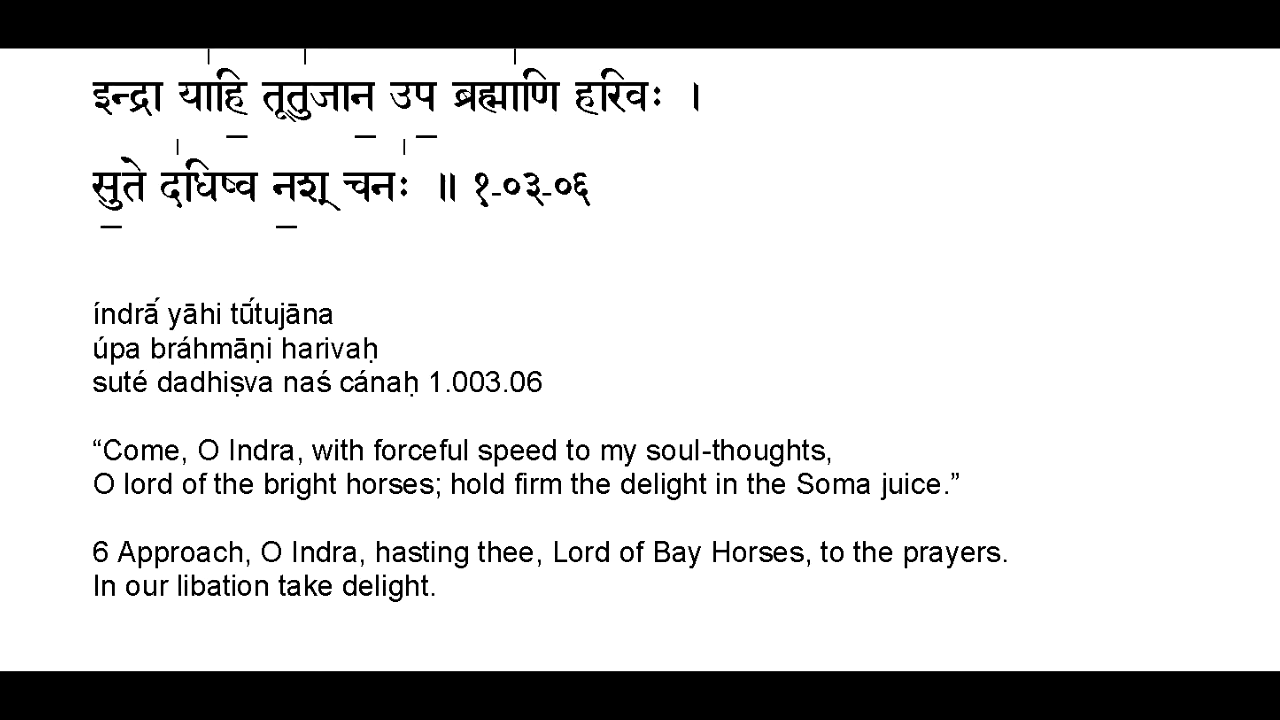 इन्द्रा या॑हि॒ तूतु॑जान॒ उप॒ ब्रह्मा॑णि हरिवः ।
सु॒ते द॑धिष्व न॒श् चनः॑ ॥ १-०३-०६
índrā́ yāhi tū́tujāna
úpa bráhmāṇi harivaḥ
suté dadhiṣva naś cánaḥ 1.003.06
“Come, O Indra, with forceful speed to my soul-thoughts,
O lord of the bright horses; hold firm the delight in the Soma juice.”
6 Approach, O Indra, hasting thee, Lord of Bay Horses, to the prayers.
In our libation take delight.